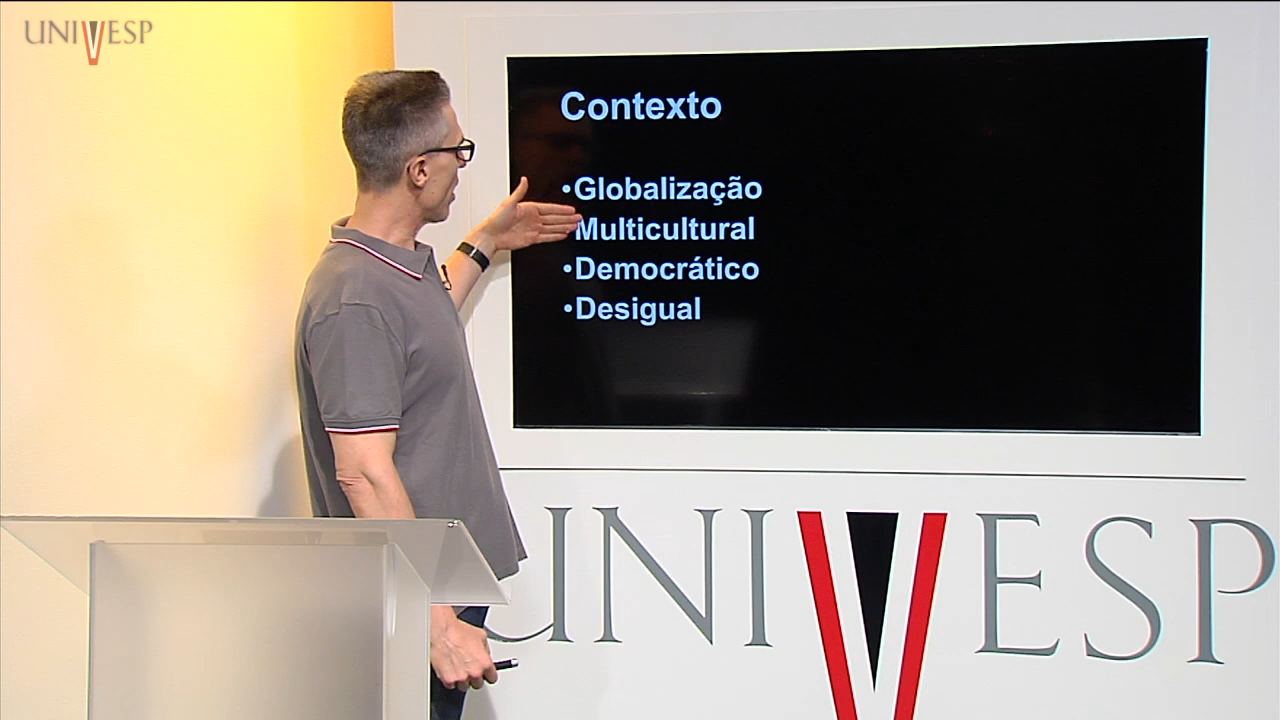 UNIVESP
Contexto
•Globalização
Multicultural
•Democrático
•Desigual
UNIVESP